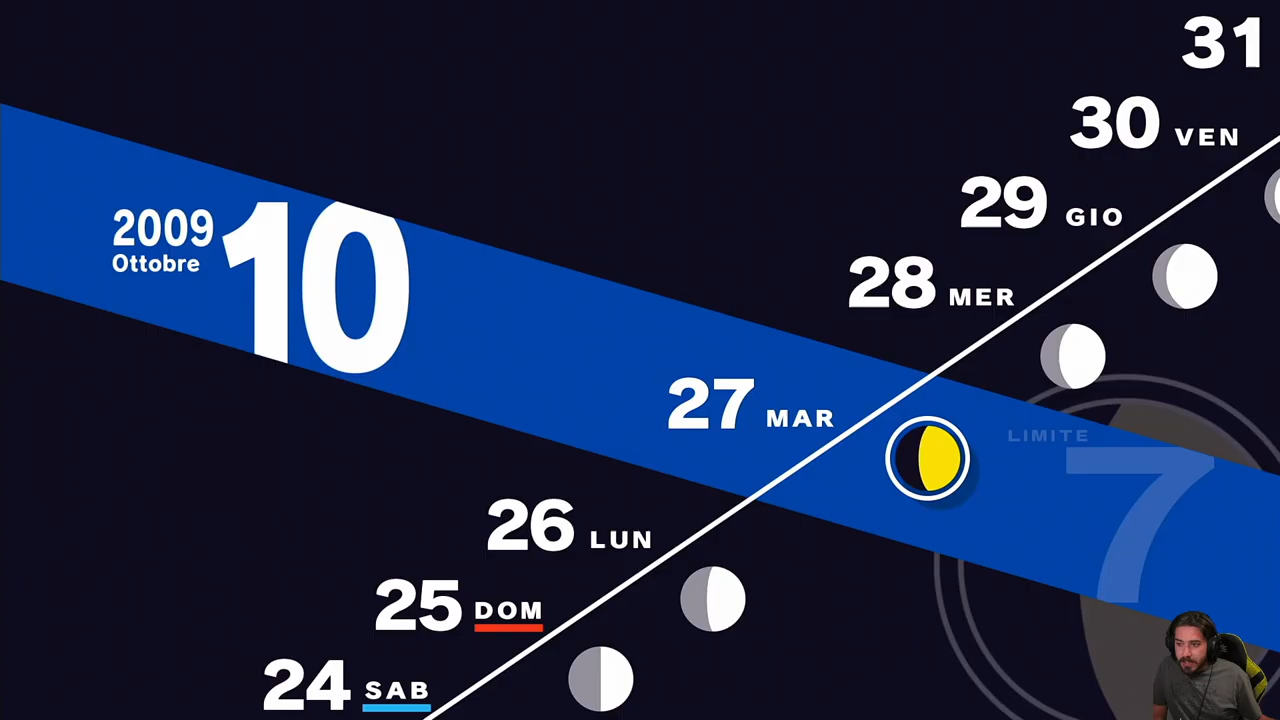 31
30 VEN
29 GIO
28 MER
27 MAR
26 LUN
25 DOM
24 SAB
2009
Ottobre
10
LIMITE
7